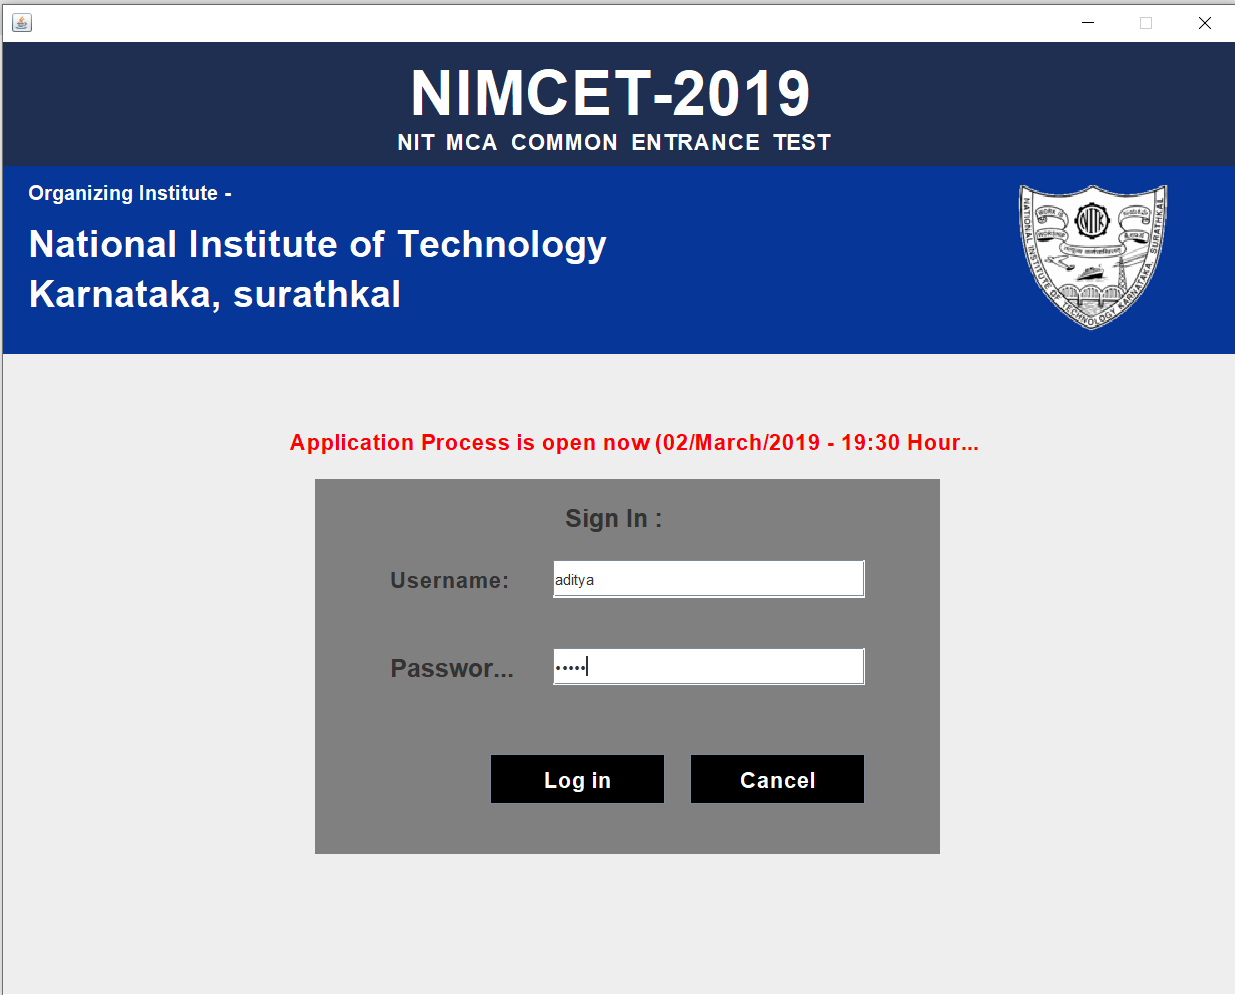 NIMCET-2019
NIT MCA COMMON ENTRANCE TEST
Organizing Institute -
National Institute of Technology
Karnataka, surathkal
NATIONAL INSTITUTE OF TECHNOLOGY KARNATAKA, SURATHKAL
Application Process is open now (02/March/2019 - 19:30 Hour...
Sign In :
Username:
aditya
Passwor...
•••••
Log in
Cancel